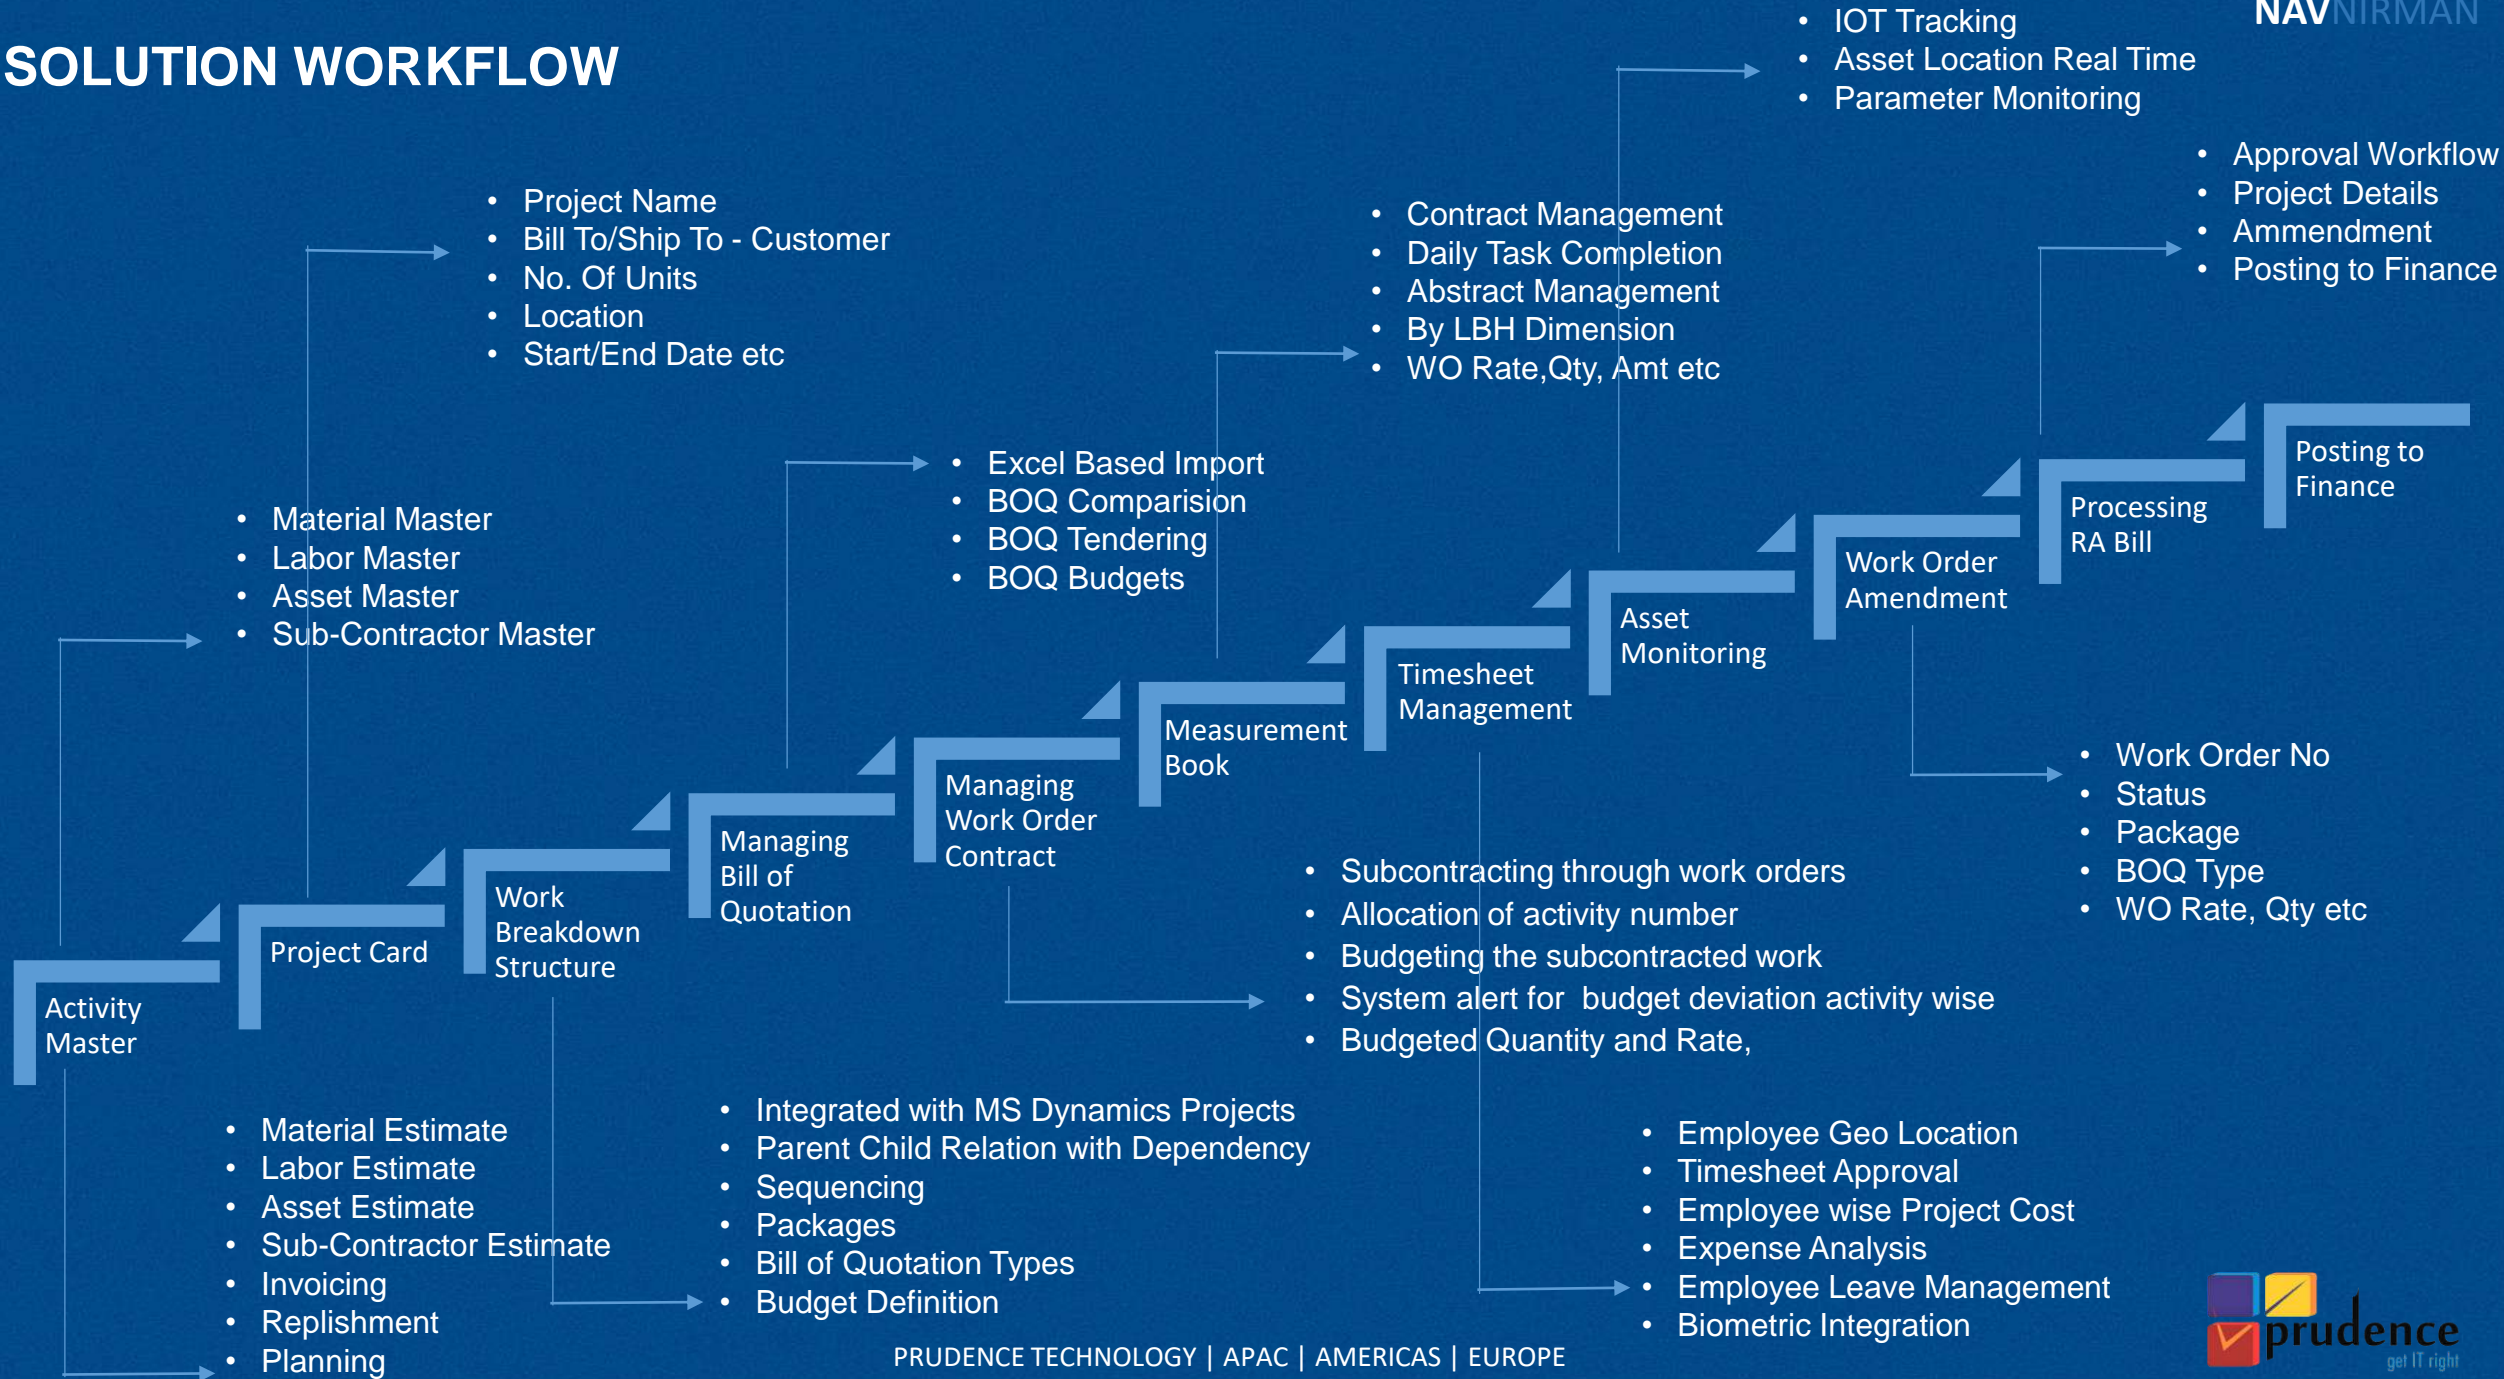 NAVNIRMAN
SOLUTION WORKFLOW
• IOT Tracking
• Asset Location Real Time
• Parameter Monitoring
• Approval Workflow
• Project Details
• Ammendment
• Posting to Finance
• Project Name
• Bill To/Ship To - Customer
• No. Of Units
• Location
• Start/End Date etc
• Contract Management
• Daily Task Completion
• Abstract Management
• By LBH Dimension
• WO Rate,Qty, Amt etc
• Excel Based Import
• BOQ Comparision
• BOQ Tendering
• BOQ Budgets
• Material Master
• Labor Master
• Asset Master
• Sub-Contractor Master
Activity
Master
Project Card
Work
Breakdown
Structure
Managing
Bill of
Quotation
Managing
Work Order
Contract
Measurement
Book
Timesheet
Management
Asset
Monitoring
Work Order
Amendment
Processing
RA Bill
Posting to
Finance
• Work Order No
• Status
• Package
• BOQ Type
• WO Rate, Qty etc
• Subcontracting through work orders
• Allocation of activity number
• Budgeting the subcontracted work
• System alert for  budget deviation activity wise
• Budgeted Quantity and Rate,
• Material Estimate
• Labor Estimate
• Asset Estimate
• Sub-Contractor Estimate
• Invoicing
• Replishment
• Planning
• Integrated with MS Dynamics Projects
• Parent Child Relation with Dependency
• Sequencing
• Packages
• Bill of Quotation Types
• Budget Definition
• Employee Geo Location
• Timesheet Approval
• Employee wise Project Cost
• Expense Analysis
• Employee Leave Management
• Biometric Integration
PRUDENCE TECHNOLOGY | APAC | AMERICAS | EUROPE
prudence
get IT right